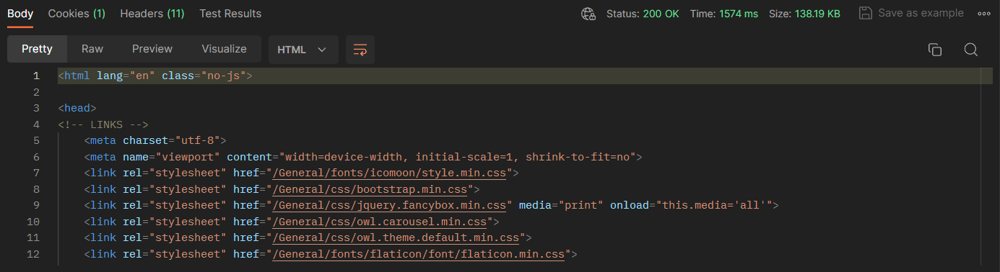 Body Cookies (1) Headers (11) Test Results Status: 200 OK Time: 1574 ms Size: 138.19 KB Save as example
Pretty Raw Preview Visualize HTML
1 <html lang="en" class="no-js">
2
3 <head>
4 <!-- LINKS -->
5 <meta charset="utf-8">
6 <meta name="viewport" content="width=device-width, initial-scale=1, shrink-to-fit=no">
7 <link rel="stylesheet" href="/General/fonts/icomoon/style.min.css">
8 <link rel="stylesheet" href="/General/css/bootstrap.min.css">
9 <link rel="stylesheet" href="/General/css/jquery.fancybox.min.css" media="print" onload="this.media='all'">
10 <link rel="stylesheet" href="/General/css/owl.carousel.min.css">
11 <link rel="stylesheet" href="/General/css/owl.theme.default.min.css">
12 <link rel="stylesheet" href="/General/fonts/flaticon/font/flaticon.min.css">